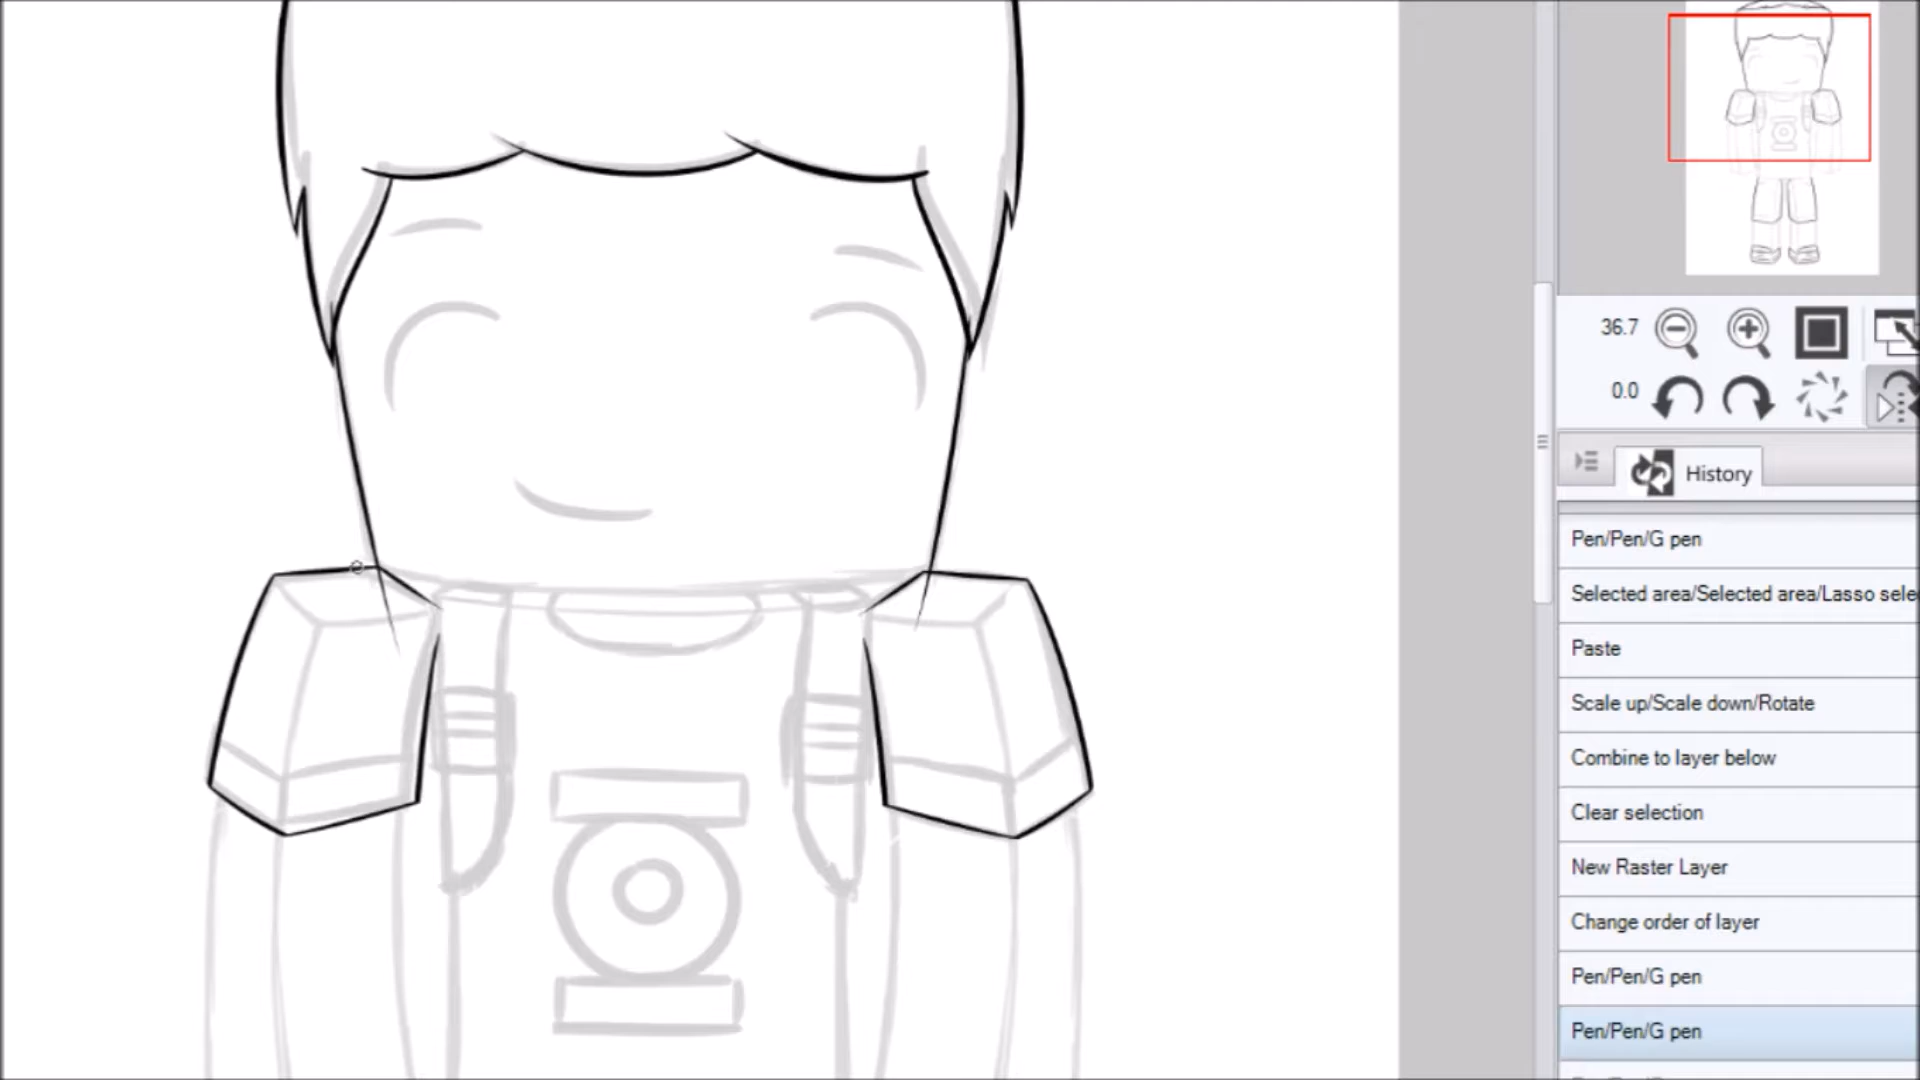 36.7
0.0
History
Pen/Pen/G pen
Selected area/Selected area/Lasso sele
Paste
Scale up/Scale down/Rotate
Combine to layer below
Clear selection
New Raster Layer
Change order of layer
Pen/Pen/G pen
Pen/Pen/G pen